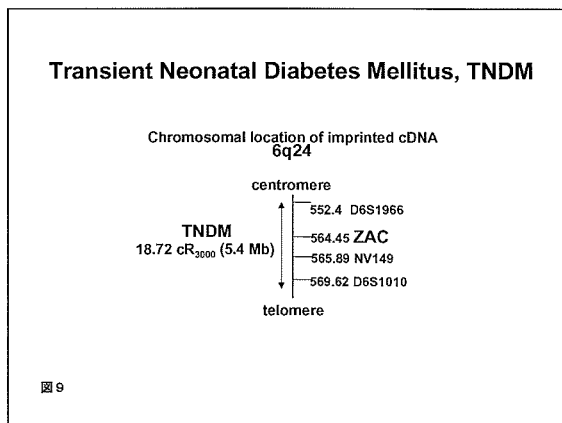 Transient Neonatal Diabetes Mellitus, TNDM
Chromosomal location of imprinted cDNA
6q24
centromere
552.4 D6S1966
TNDM
18.72 cR3000 (5.4 Mb)
564.45 ZAC
565.89 NV149
569.62 D6S1010
telomere
図9